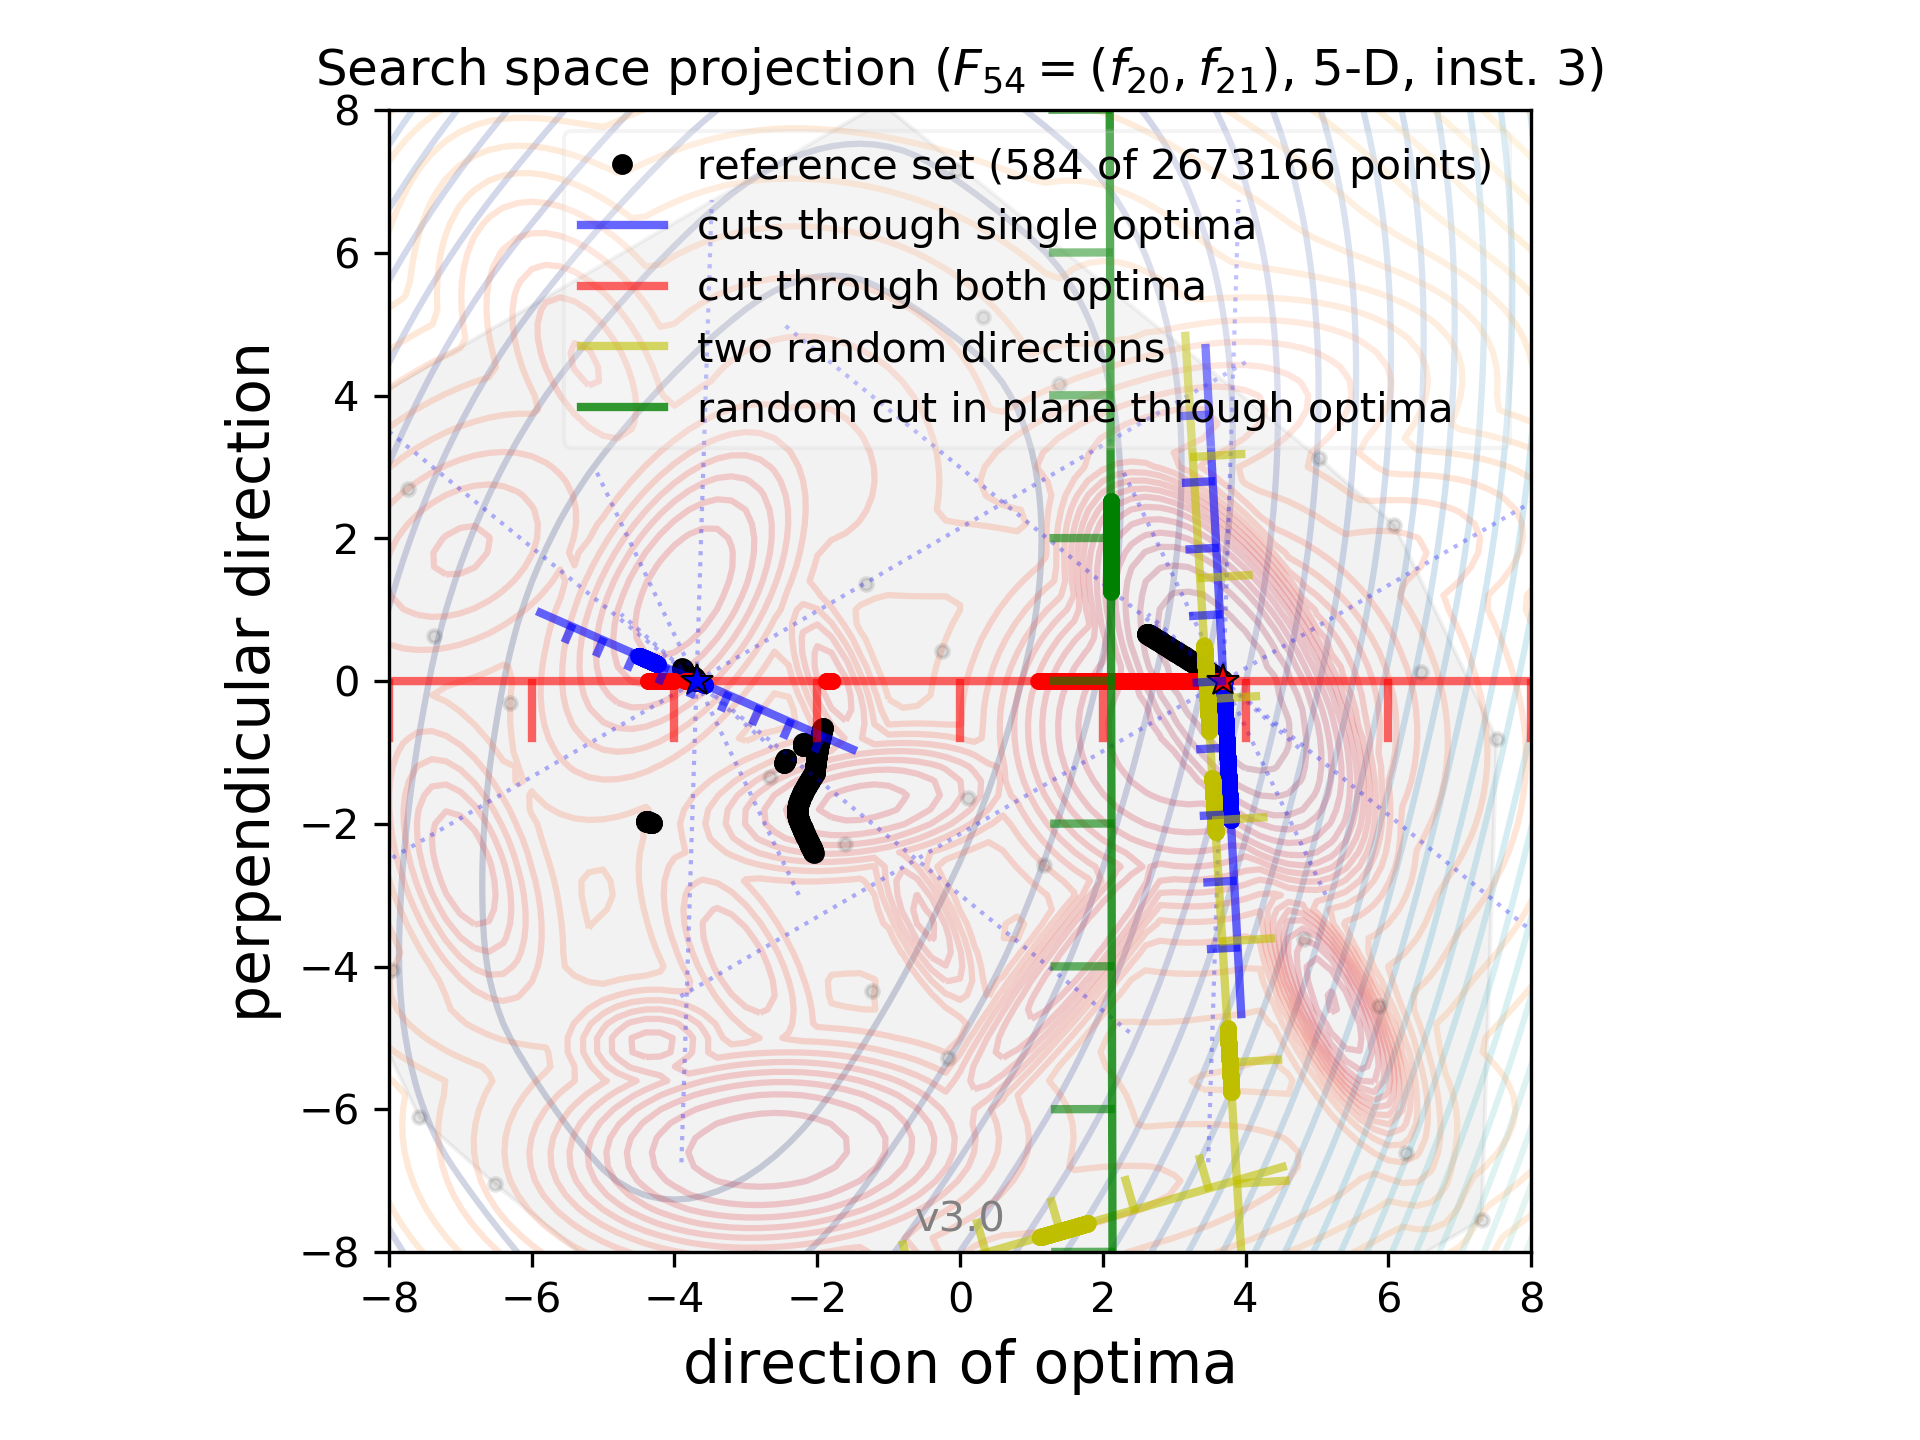 Search space projection (F54 = (f20, f21), 5-D, inst. 3)
8
6
4
2
0
−2
−4
−6
−8
perpendicular direction
reference set (584 of 2673166 points)
cuts through single optima
cut through both optima
two random directions
random cut in plane through optima
v3.0
−8 −6 −4 −2 0 2 4 6 8
direction of optima